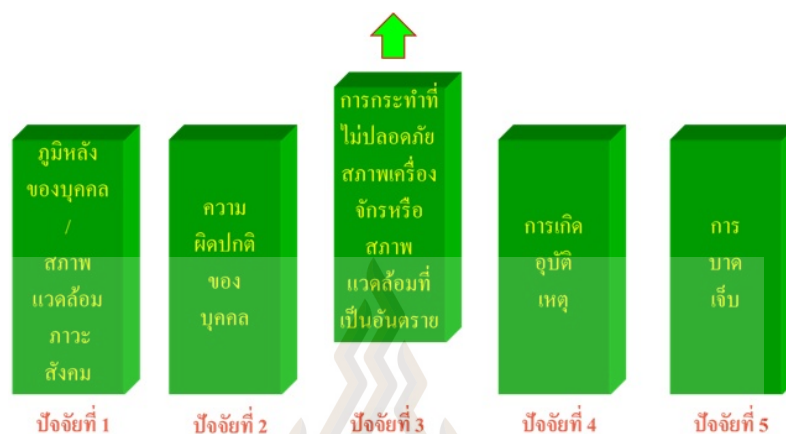 ภูมิหลัง
ของบุคคล
/
สภาพ
แวดล้อม
ภาวะ
สังคม
ปัจจัยที่ 1
ความ
ผิดปกติ
ของ
บุคคล
ปัจจัยที่ 2
การกระทำที่
ไม่ปลอดภัย
สภาพเครื่อง
จักรหรือ
สภาพ
แวดล้อมที่
เป็นอันตราย
ปัจจัยที่ 3
การเกิด
อุบัติ
เหตุ
ปัจจัยที่ 4
การ
บาด
เจ็บ
ปัจจัยที่ 5